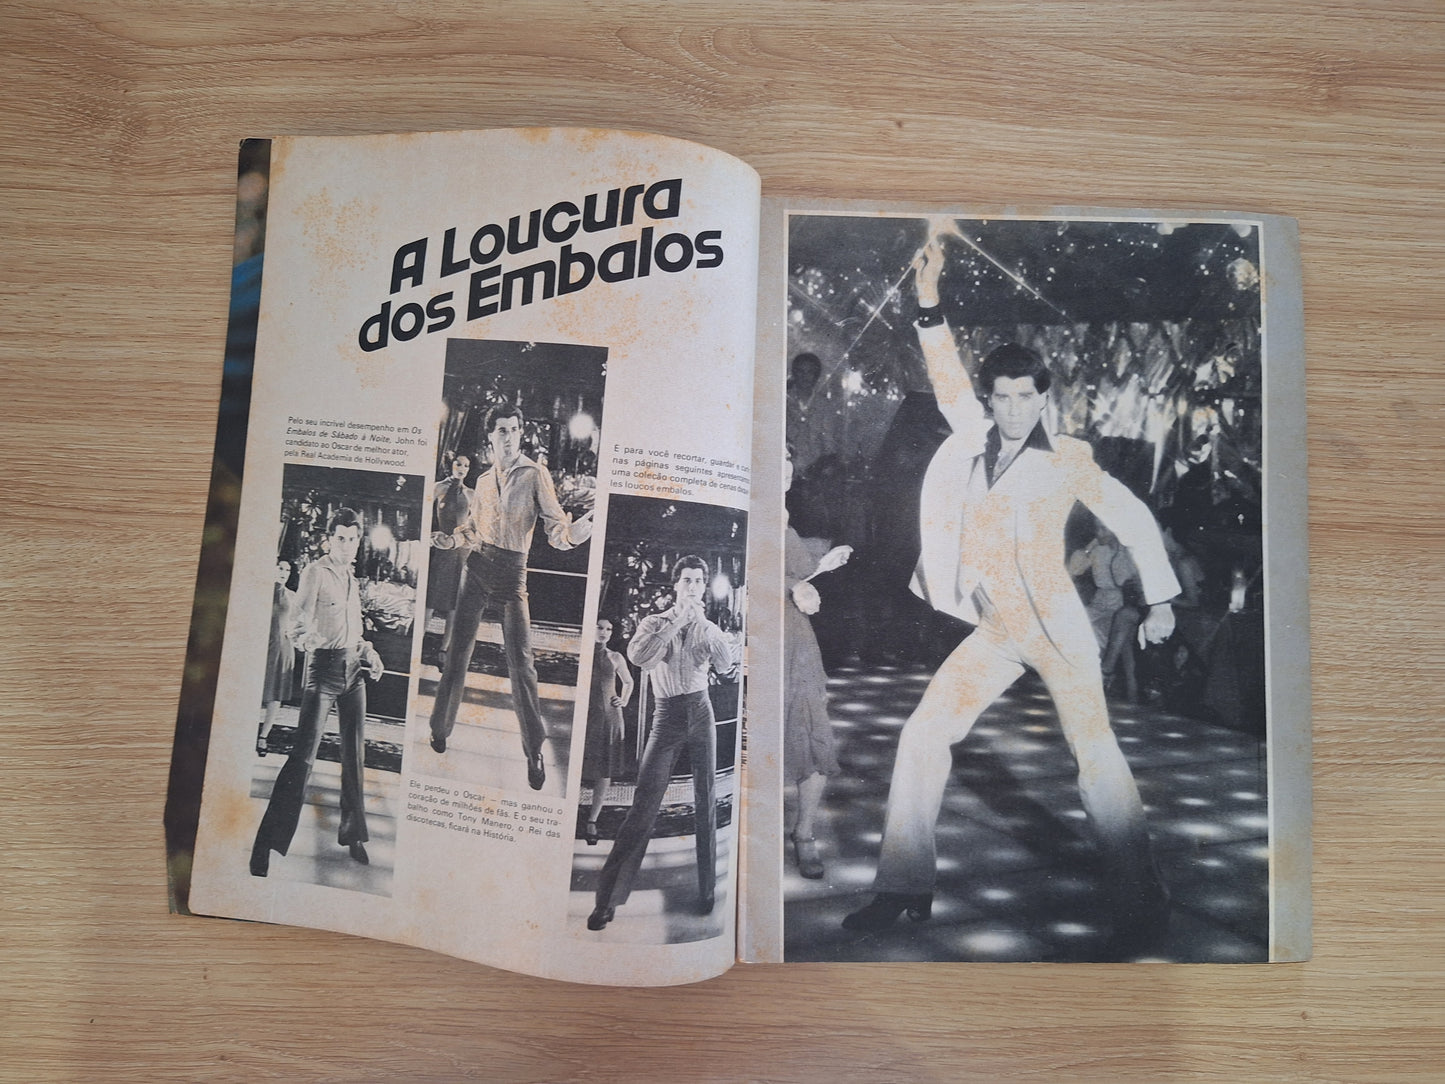 A Loucura
dos Embalos
Pelo seu incrível desempenho em Os
Embalos de Sábado à Noite, John foi
candidato ao Oscar de melhor ator,
pela Real Academia de Hollywood.
E para você recortar, guardar e
nas páginas seguintes
uma coleção completa de cenas
les loucos embalos.
Ele perdeu o Oscar — mas ganhou o
coração de milhões de fãs. E o seu tra-
balho como Tony Manero, o Rei das
discotecas, ficará na História.